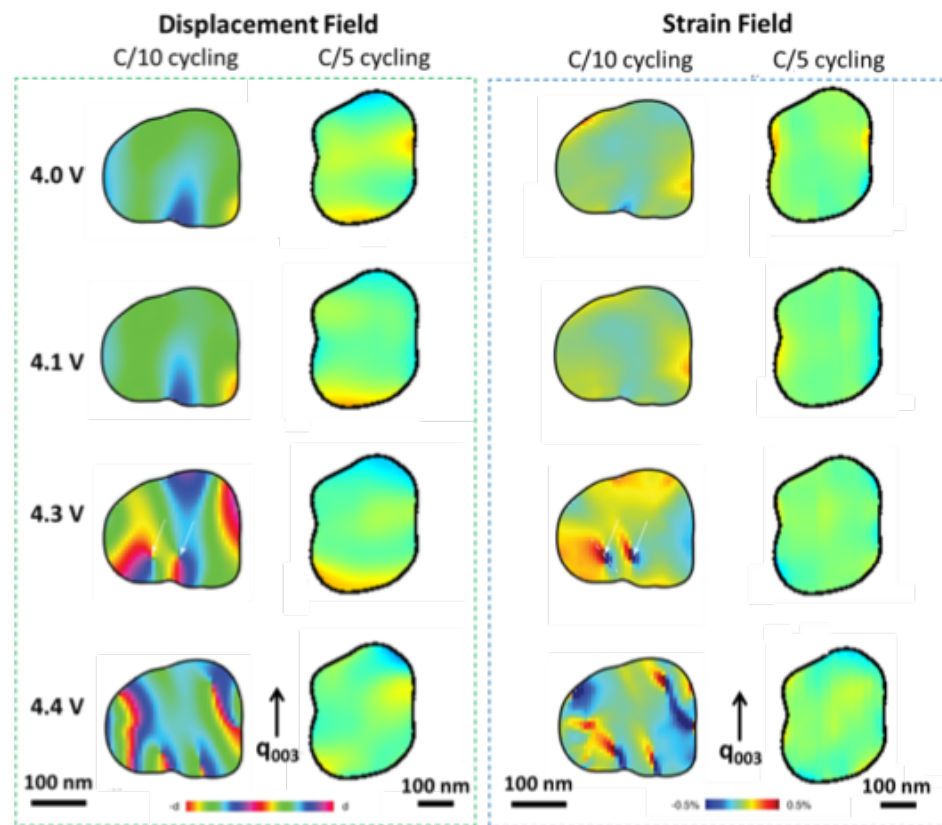 Displacement Field Strain Field
C/10 cycling C/5 cycling C/10 cycling C/5 cycling
4.0 V
4.1 V
4.3 V
4.4 V
q003 q003
100 nm 100 nm 100 nm 100 nm
-d d -0.5% 0.5%